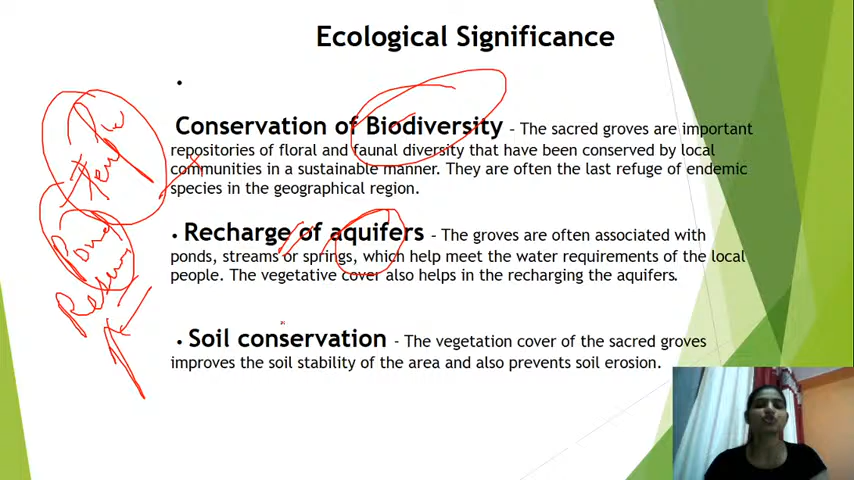 Ecological Significance
•
Conservation of Biodiversity - The sacred groves are important
repositories of floral and faunal diversity that have been conserved by local
communities in a sustainable manner. They are often the last refuge of endemic
species in the geographical region.
• Recharge of aquifers - The groves are often associated with
ponds, streams or springs, which help meet the water requirements of the local
people. The vegetative cover also helps in the recharging the aquifers.
• Soil conservation - The vegetation cover of the sacred groves
improves the soil stability of the area and also prevents soil erosion.
Temple
Pond